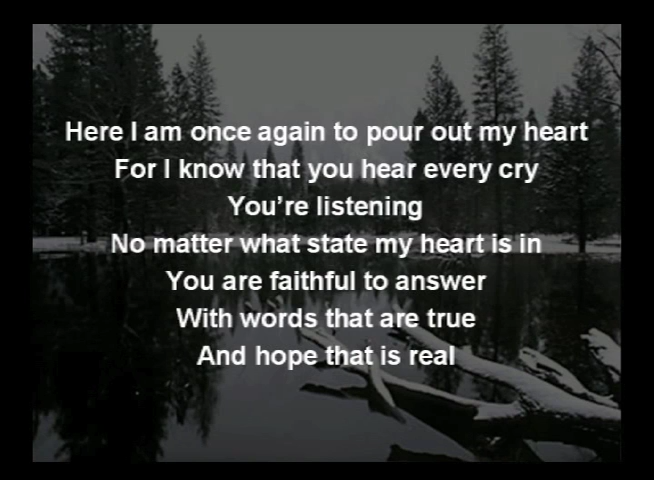 Here I am once again to pour out my heart
For I know that you hear every cry
You’re listening
No matter what state my heart is in
You are faithful to answer
With words that are true
And hope that is real